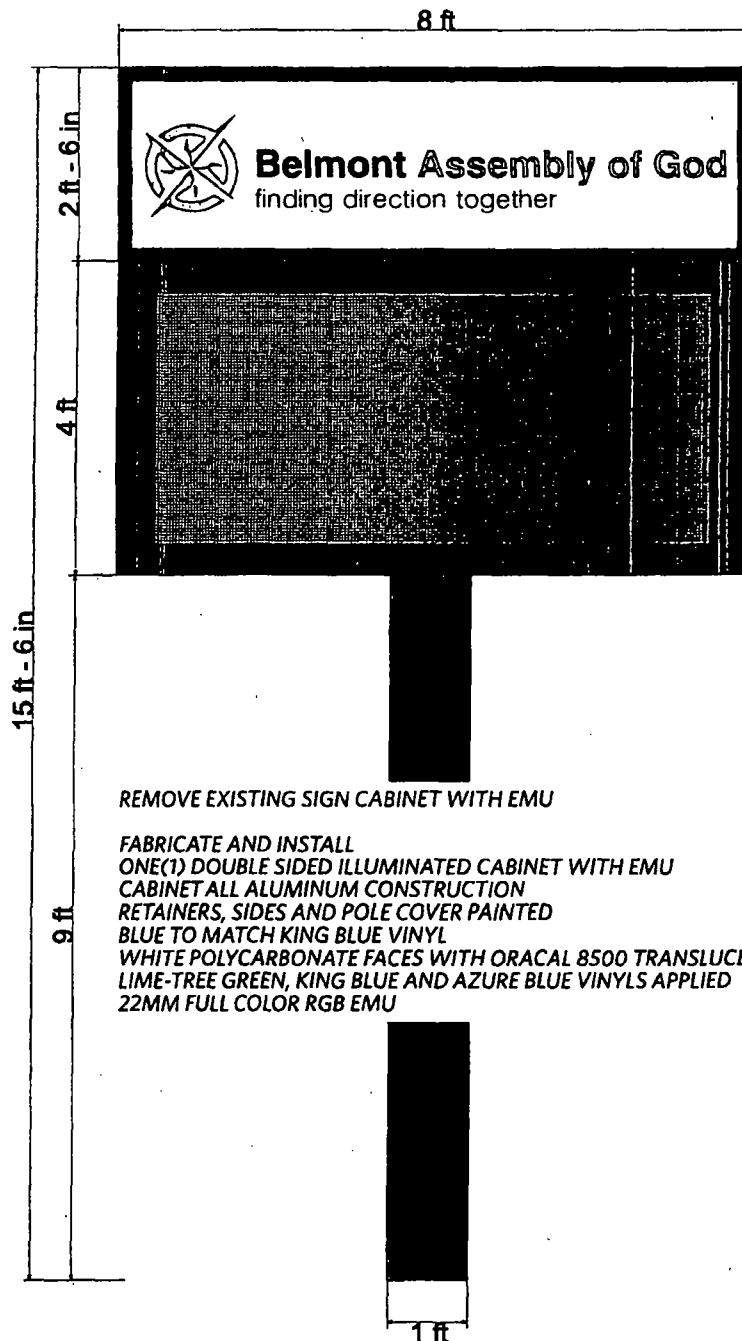 8 ft
2 ft - 6 in
Belmont Assembly of God
finding direction together
4 ft
15 ft - 6 in
REMOVE EXISTING SIGN CABINET WITH EMU
FABRICATE AND INSTALL
ONE(1) DOUBLE SIDED ILLUMINATED CABINET WITH EMU
CABINET ALL ALUMINUM CONSTRUCTION
RETAINERS, SIDES AND POLE COVER PAINTED
BLUE TO MATCH KING BLUE VINYL
WHITE POLYCARBONATE FACES WITH ORACAL 8500 TRANSLUCE
LIME-TREE GREEN, KING BLUE AND AZURE BLUE VINYLS APPLIED
22MM FULL COLOR RGB EMU
9 ft
1 ft